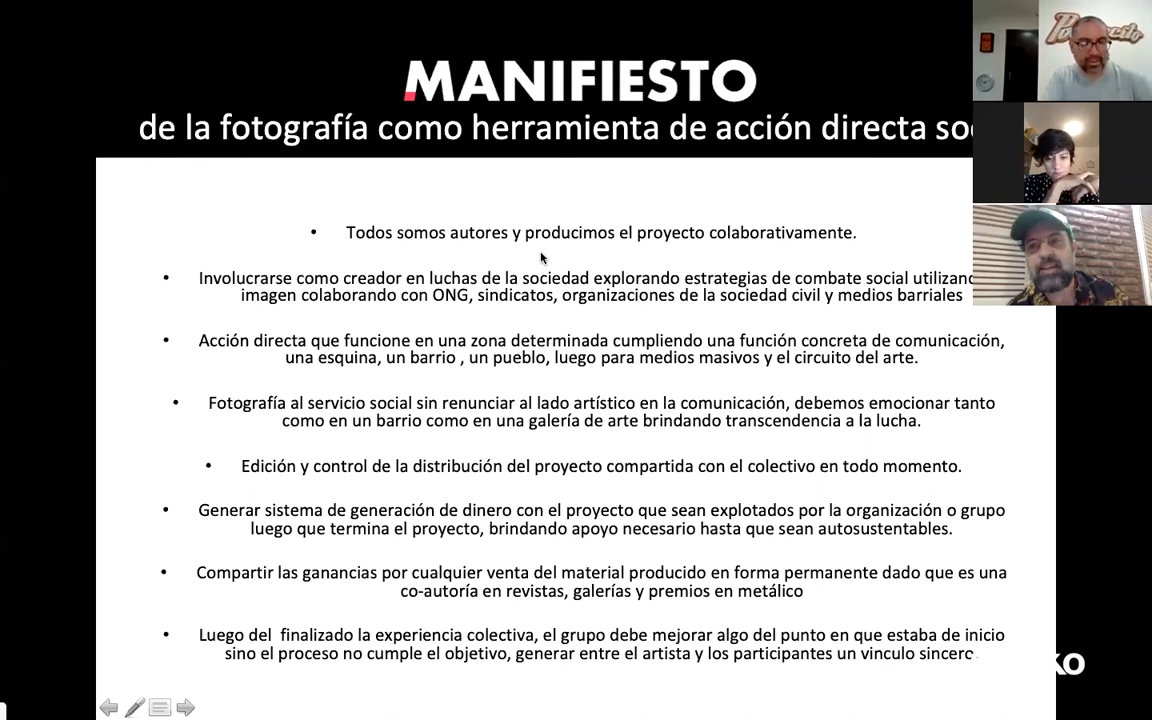 MANIFIESTO
de la fotografía como herramienta de acción directa
• Todos somos autores y producimos el proyecto colaborativamente.
• Involucrarse como creador en luchas de la sociedad explorando estrategias de combate social
imagen colaborando con ONG, sindicatos, organizaciones de la sociedad civil y medios barriales
• Acción directa que funcione en una zona determinada cumpliendo una función concreta de comunicación,
una esquina, un barrio , un pueblo, luego para medios masivos y el circuito del arte.
• Fotografía al servicio social sin renunciar al lado artístico en la comunicación, debemos emocionar tanto
como en un barrio como en una galería de arte brindando transcendencia a la lucha.
• Edición y control de la distribución del proyecto compartida con el colectivo en todo momento.
• Generar sistema de generación de dinero con el proyecto que sean explotados por la organización o grupo
luego que termina el proyecto, brindando apoyo necesario hasta que sean autosustentables.
• Compartir las ganancias por cualquier venta del material producido en forma permanente dado que es una
co-autoría en revistas, galerías y premios en metálico
• Luego del finalizado la experiencia colectiva, el grupo debe mejorar algo del punto en que estaba de inicio
sino el proceso no cumple el objetivo, generar entre el artista y los participantes un vinculo sincero